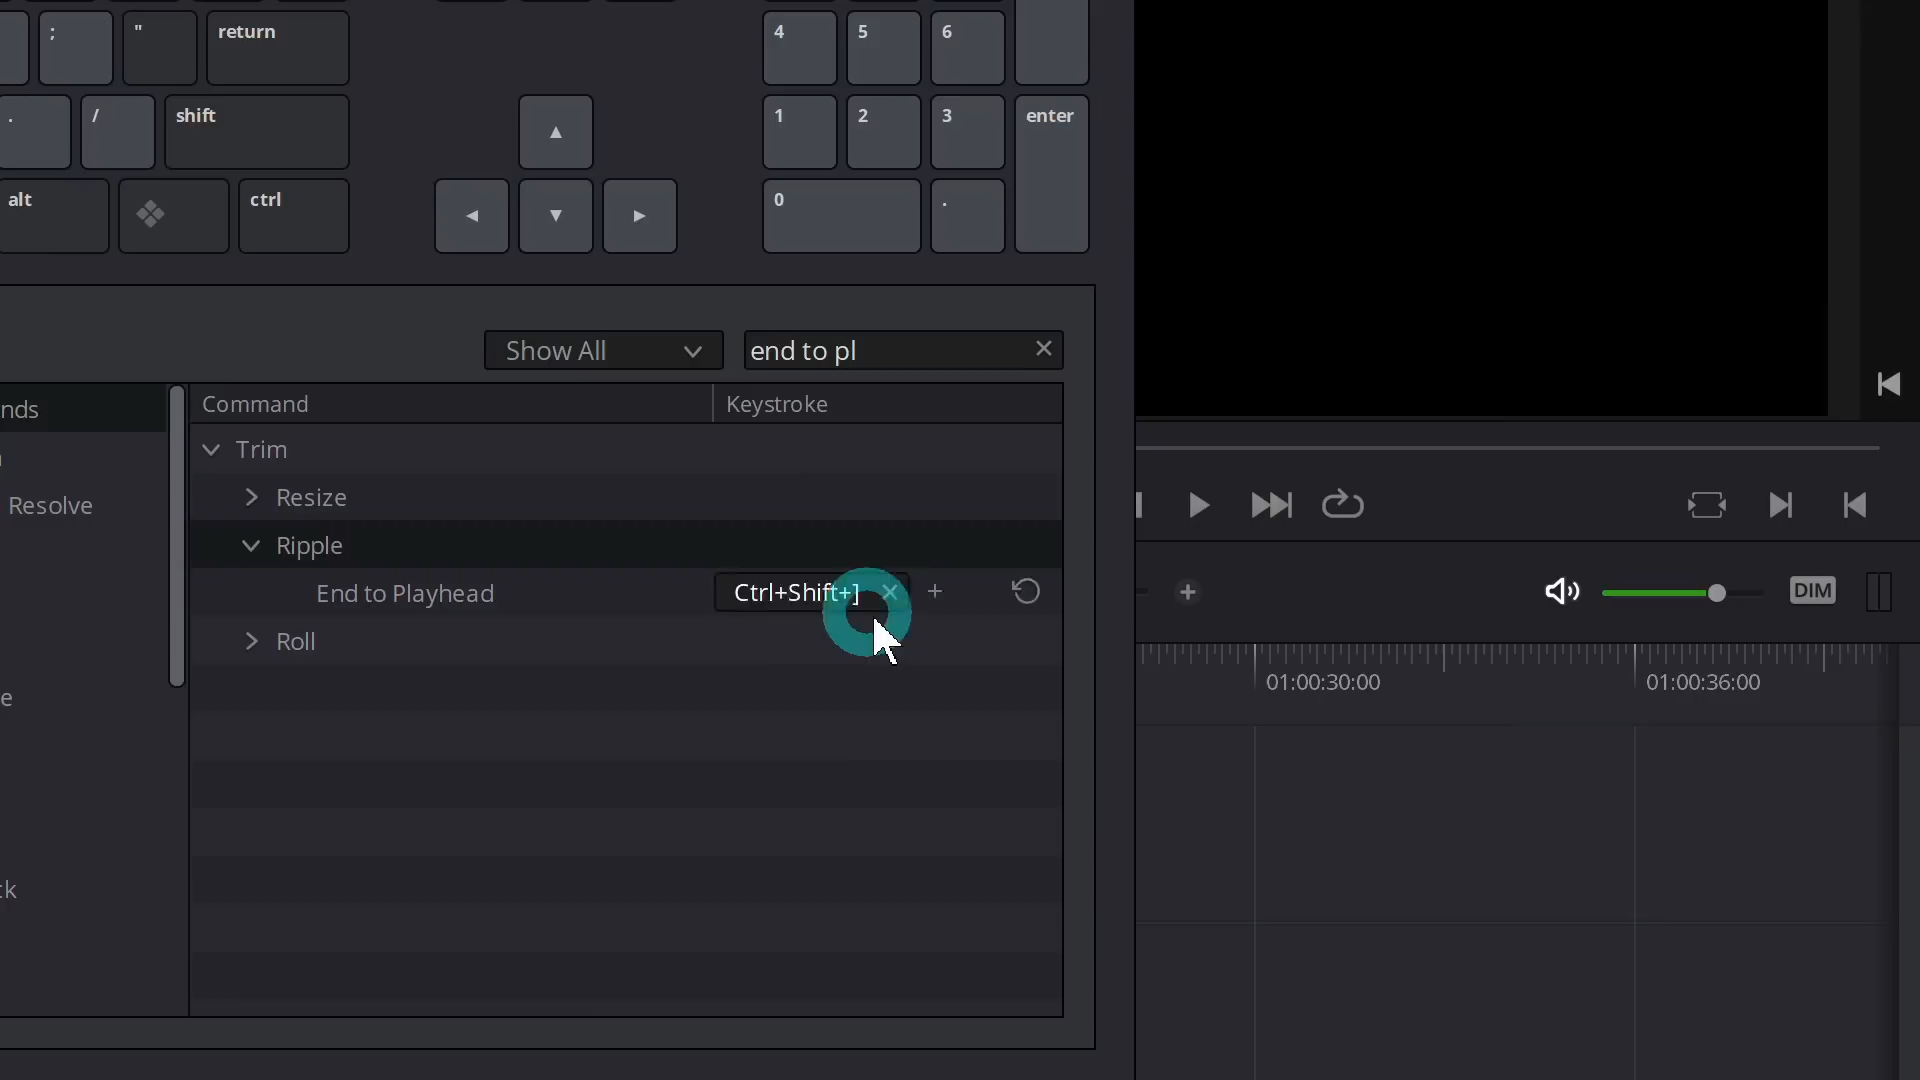 ; " return
4 5 6
. / shift
1 2 3 enter
alt ctrl
0 .
Show All
end to pl
nds
Command Keystroke
Trim
Resize
Resolve
Ripple
End to Playhead Ctrl+Shift+]
Roll
DIM
01:00:30:00 01:00:36:00
e